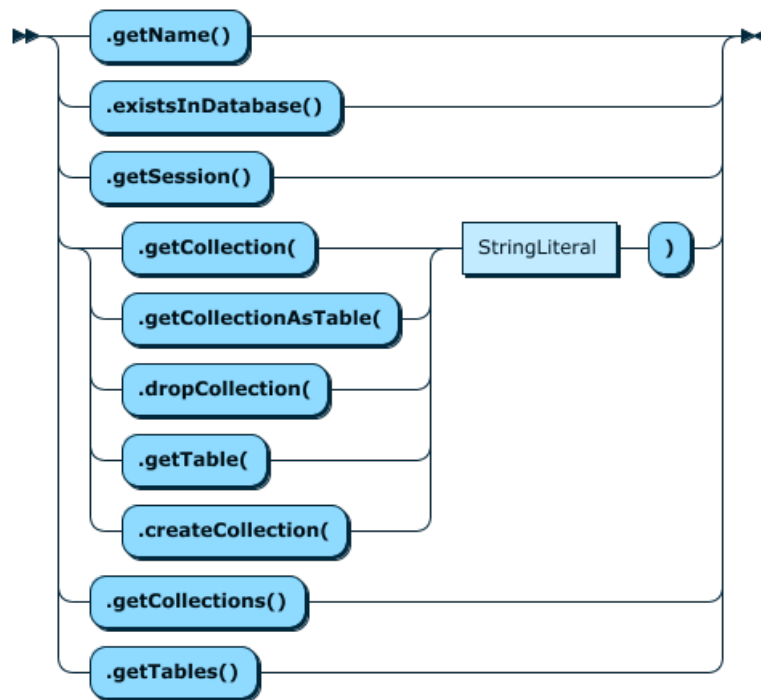 .getName()
.existsInDatabase()
.getSession()
.getCollection( StringLiteral )
.getCollectionAsTable(
.dropCollection(
.getTable(
.createCollection(
.getCollections()
.getTables()